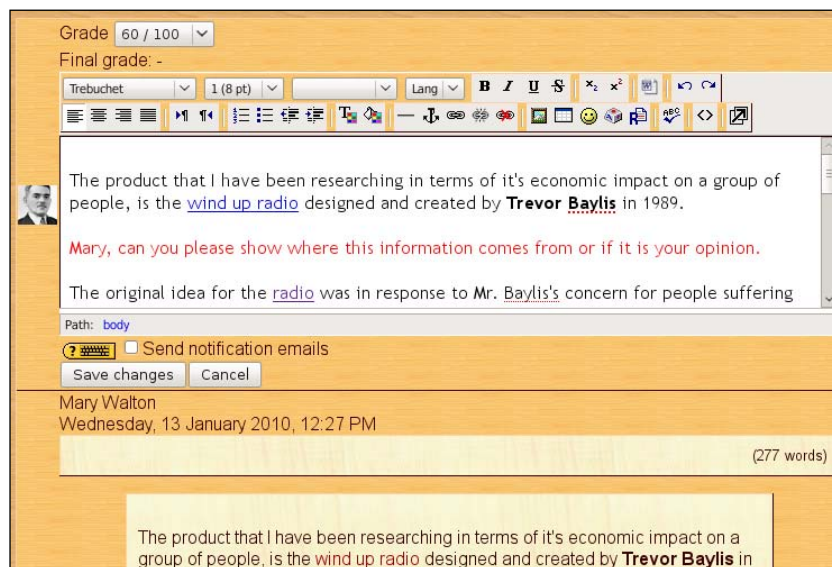 Grade 60 / 100
Final grade: -
Trebuchet 1 (8 pt) Lang B I U S x₂ x²
ABC <>
The product that I have been researching in terms of it's economic impact on a group of
people, is the wind up radio designed and created by Trevor Baylis in 1989.
Mary, can you please show where this information comes from or if it is your opinion.
The original idea for the radio was in response to Mr. Baylis's concern for people suffering
Path: body
? Send notification emails
Save changes Cancel
Mary Walton
Wednesday, 13 January 2010, 12:27 PM
(277 words)
The product that I have been researching in terms of it's economic impact on a
group of people, is the wind up radio designed and created by Trevor Baylis in